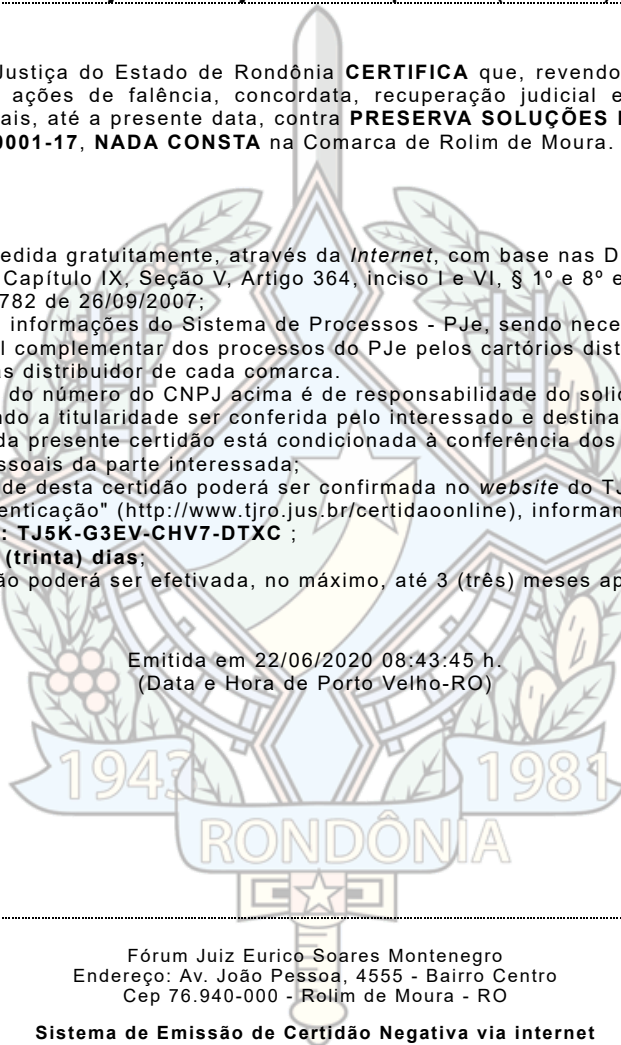 Justiça do Estado de Rondônia CERTIFICA que, revendo
ações de falência, concordata, recuperação judicial e
ais, até a presente data, contra PRESERVA SOLUÇÕES
0001-17, NADA CONSTA na Comarca de Rolim de Moura.
edida gratuitamente, através da Internet, com base nas D
Capítulo IX, Seção V, Artigo 364, inciso I e VI, § 1º e 8º e
782 de 26/09/2007;
informações do Sistema de Processos - PJe, sendo nece
l complementar dos processos do PJe pelos cartórios dist
as distribuidor de cada comarca.
do número do CNPJ acima é de responsabilidade do solic
ndo a titularidade ser conferida pelo interessado e destina
da presente certidão está condicionada à conferência dos
ssoais da parte interessada;
de desta certidão poderá ser confirmada no website do TJ
enticação" (http://www.tjro.jus.br/certidaoonline), informan
: TJ5K-G3EV-CHV7-DTXC ;
(trinta) dias;
ão poderá ser efetivada, no máximo, até 3 (três) meses ap
Emitida em 22/06/2020 08:43:45 h.
(Data e Hora de Porto Velho-RO)
1943 1981
RONDÔNIA
Fórum Juiz Eurico Soares Montenegro
Endereço: Av. João Pessoa, 4555 - Bairro Centro
Cep 76.940-000 - Rolim de Moura - RO
Sistema de Emissão de Certidão Negativa via internet